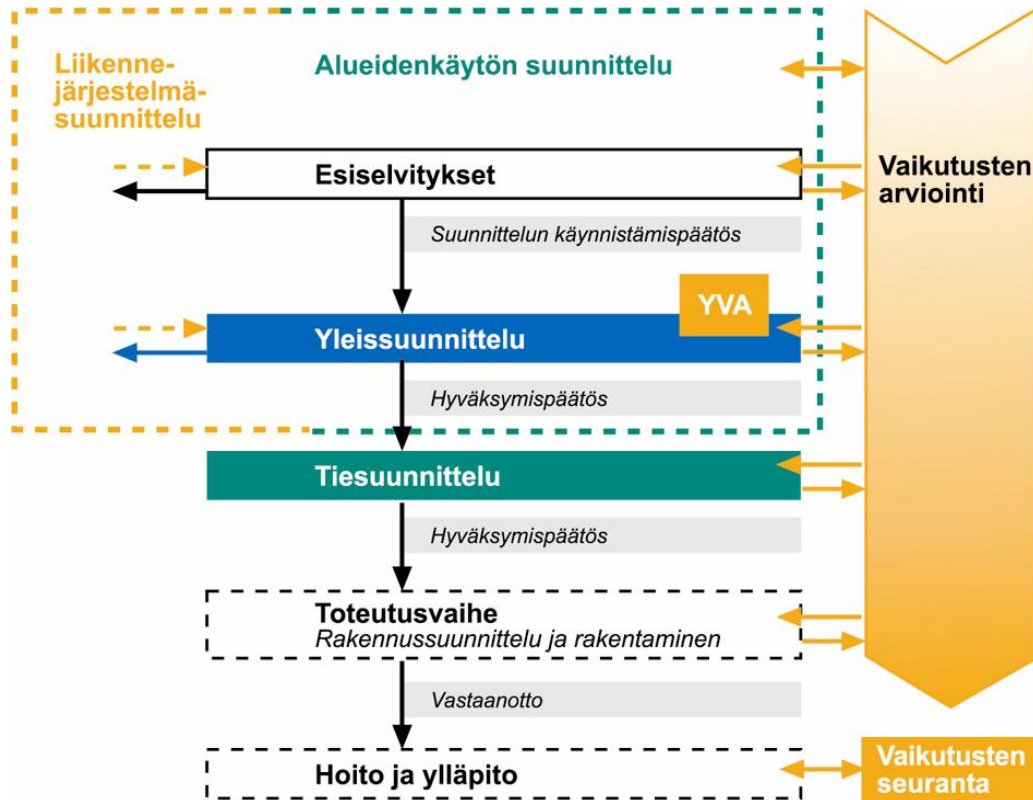 Liikenne-
järjestelmä-
suunnittelu
Alueidenkäytön suunnittelu
Esiselvitykset
Vaikutusten
arviointi
Suunnittelun käynnistämispäätös
YVA
Yleissuunnittelu
Hyväksymispäätös
Tiesuunnittelu
Hyväksymispäätös
Toteutusvaihe
Rakennussuunnittelu ja rakentaminen
Vastaanotto
Hoito ja ylläpito
Vaikutusten
seuranta